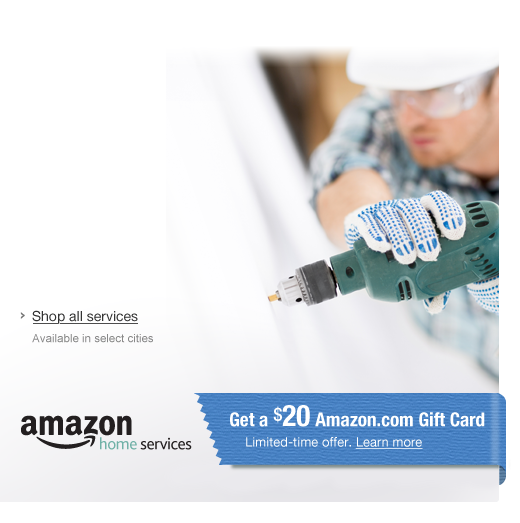 Shop all services
Available in select cities
amazon
home services
Get a $20 Amazon.com Gift Card
Limited-time offer. Learn more